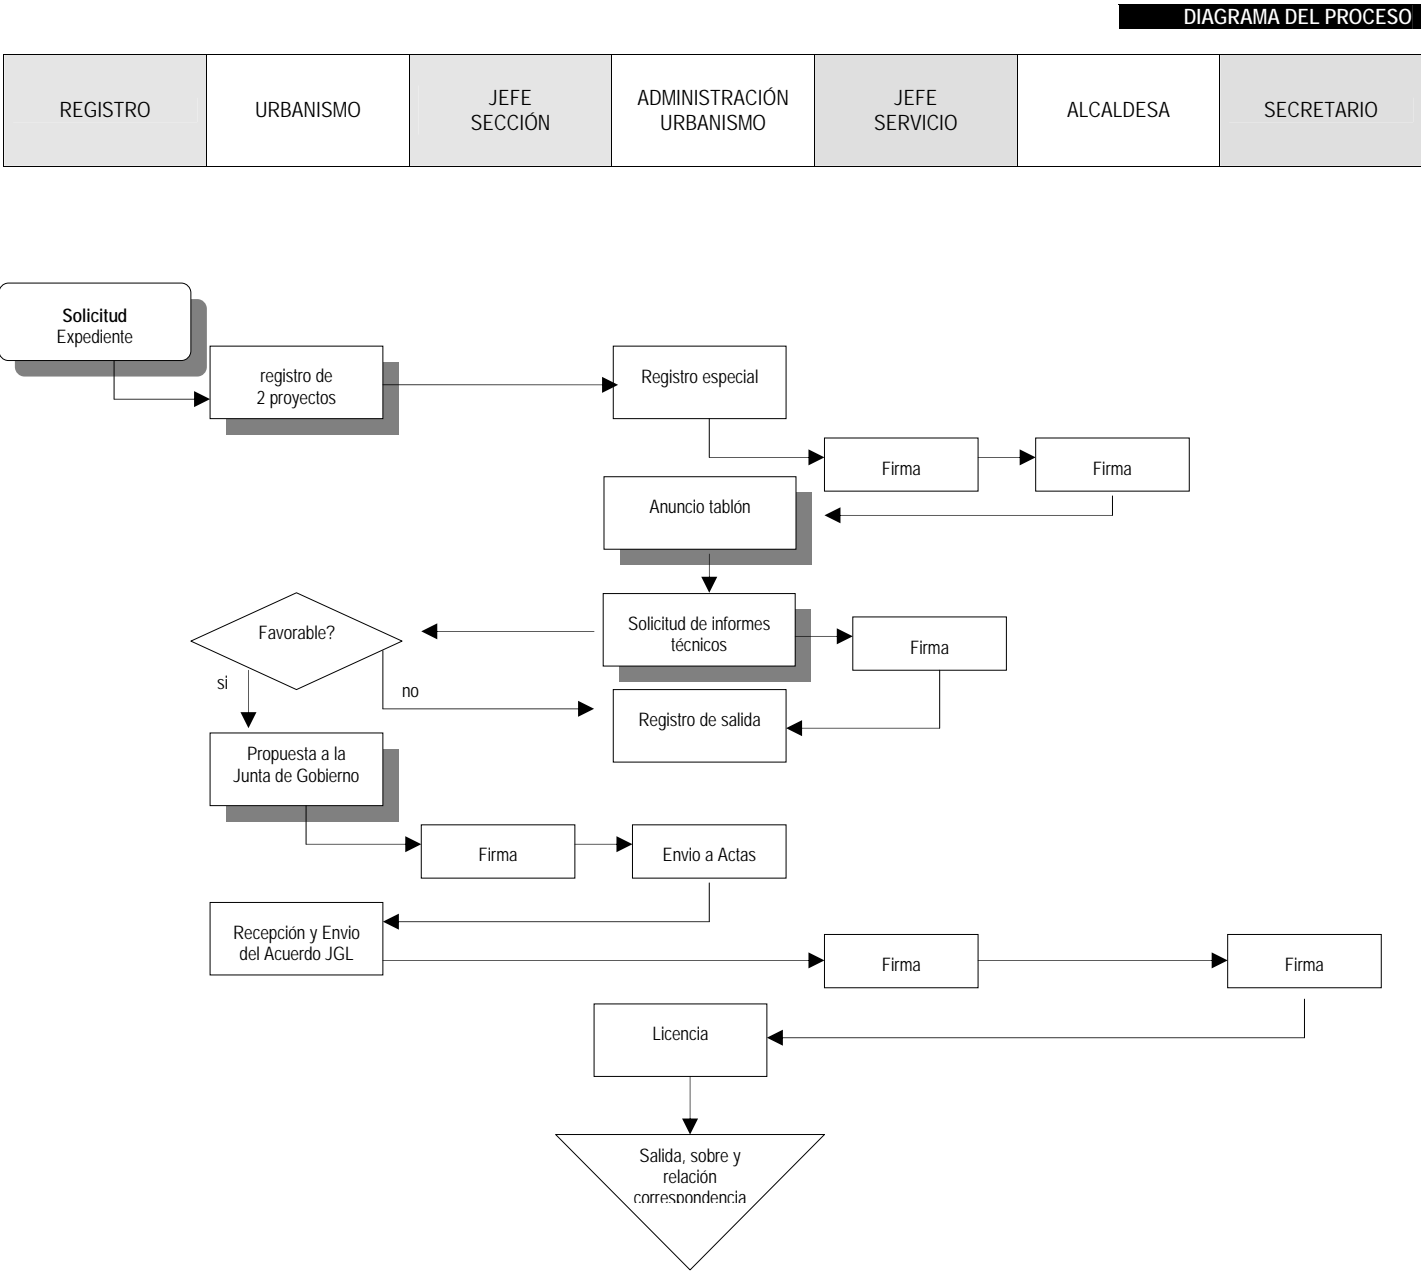 DIAGRAMA DEL PROCESO
REGISTRO
URBANISMO
JEFE
SECCIÓN
ADMINISTRACIÓN
URBANISMO
JEFE
SERVICIO
ALCALDESA
SECRETARIO
Solicitud
Expediente
registro de
2 proyectos
Registro especial
Firma
Firma
Anuncio tablón
Favorable?
Solicitud de informes
técnicos
Firma
si
no
Registro de salida
Propuesta a la
Junta de Gobierno
Firma
Envio a Actas
Recepción y Envio
del Acuerdo JGL
Firma
Firma
Licencia
Salida, sobre y
relación
correspondencia